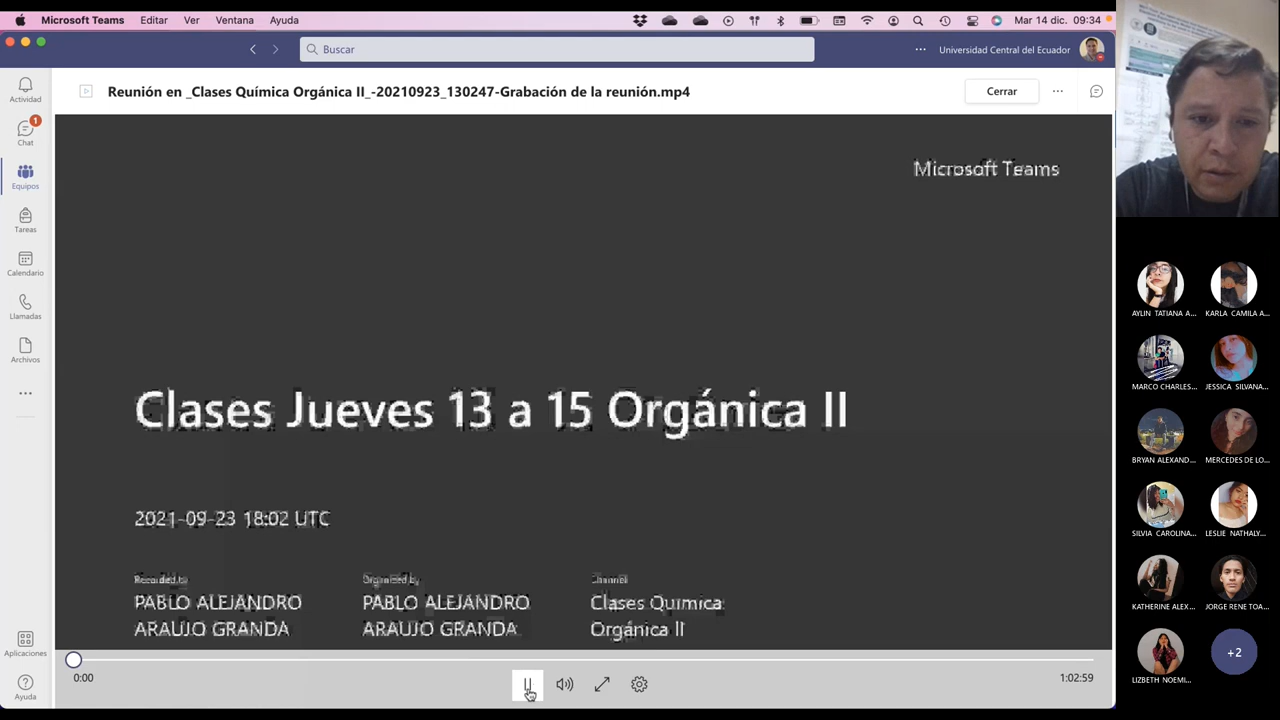 Microsoft Teams Editar Ver Ventana Ayuda Mar 14 dic. 09:34
Buscar
Universidad Central del Ecuador
Reunión en _Clases Química Orgánica II_-20210923_130247-Grabación de la reunión.mp4
Cerrar
Actividad
Chat
1
Equipos
Tareas
Calendario
Llamadas
Archivos
Aplicaciones
Ayuda
Microsoft Teams
Clases Jueves 13 a 15 Orgánica II
2021-09-23 18:02 UTC
Recorded by
PABLO ALEJANDRO
ARAUJO GRANDA
Organized by
PABLO ALEJANDRO
ARAUJO GRANDA
Channel
Clases Química
Orgánica II
0:00
1:02:59
AYLIN TATIANA A...
KARLA CAMILA A...
MARCO CHARLES...
JESSICA SILVANA...
BRYAN ALEXAND...
MERCEDES DE LO...
SILVIA CAROLINA...
LESLIE NATHALY...
KATHERINE ALEX...
JORGE RENE TOA...
LIZBETH NOEMI...
+2